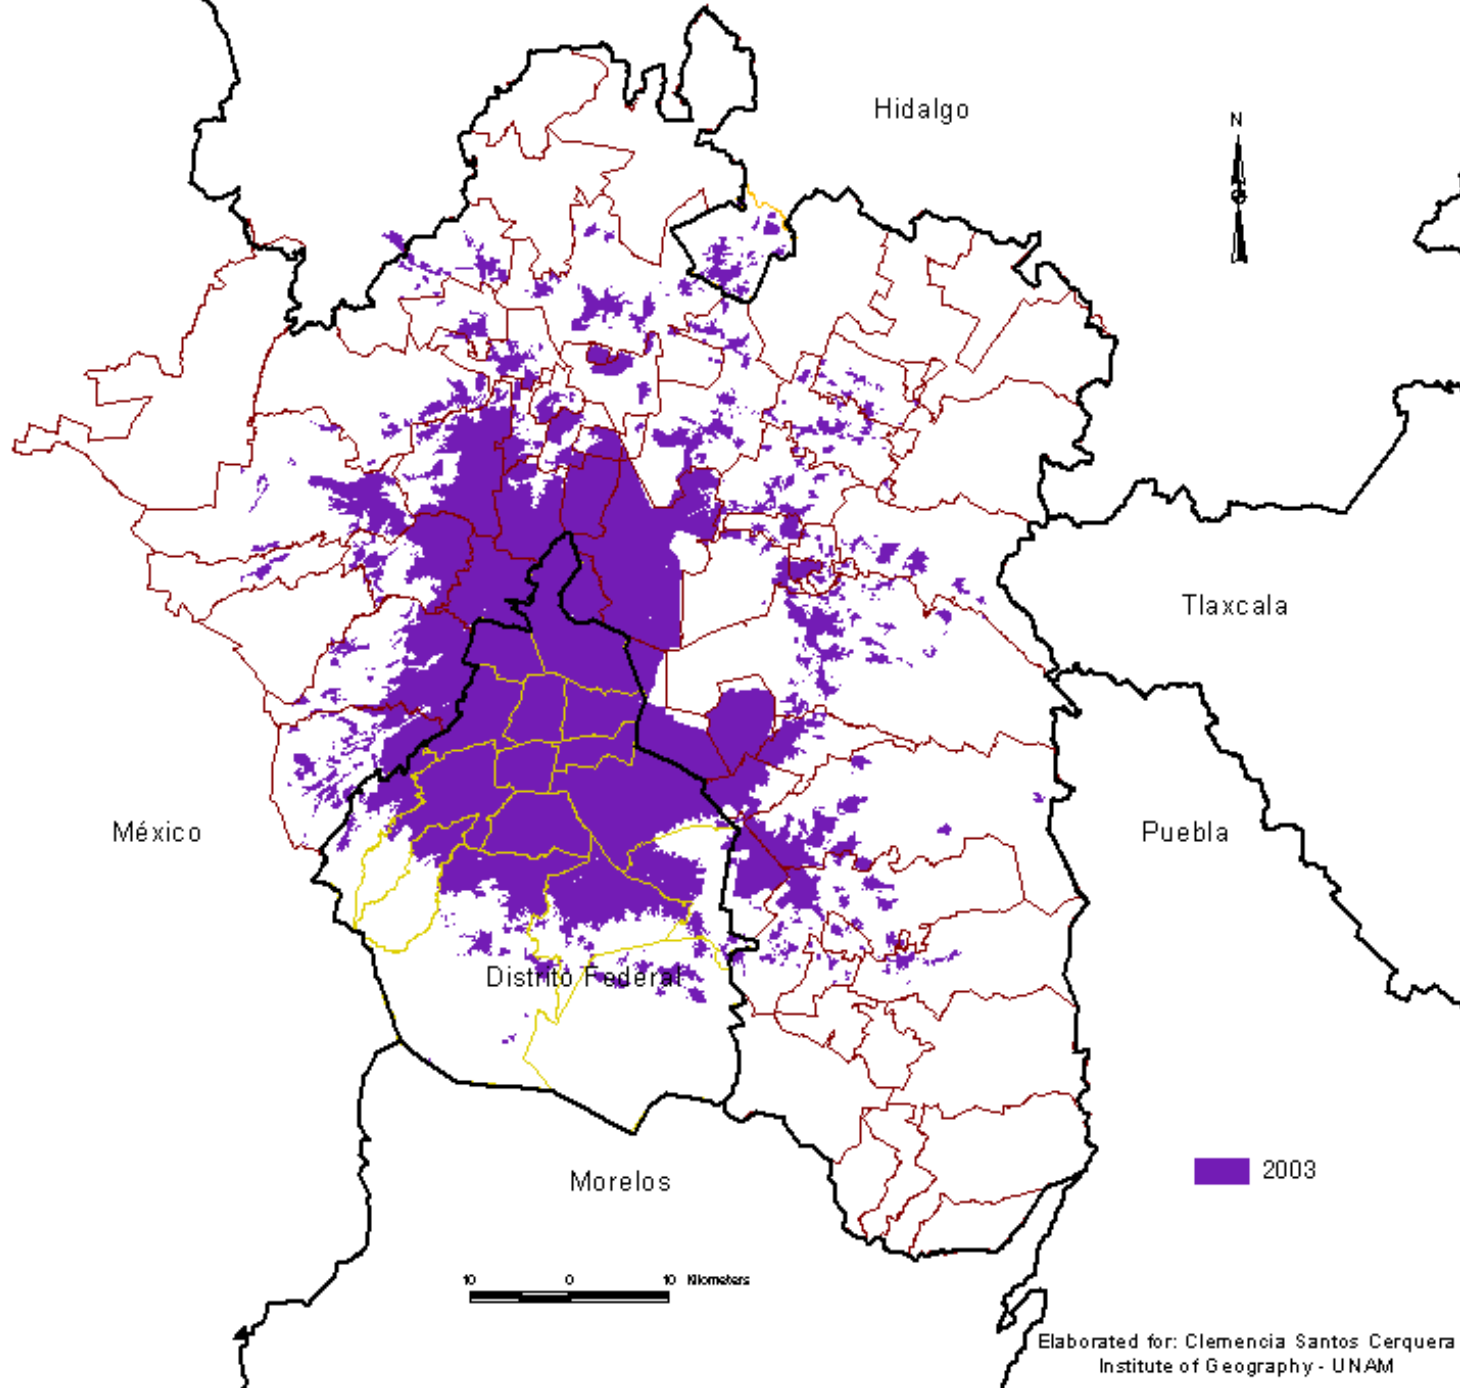 Hidalgo
N
Tlaxcala
México
Puebla
Distrito Federal
Morelos
2003
10 0 10 Kilometers
Elaborated for: Clemencia Santos Cerquera
Institute of Geography - UNAM